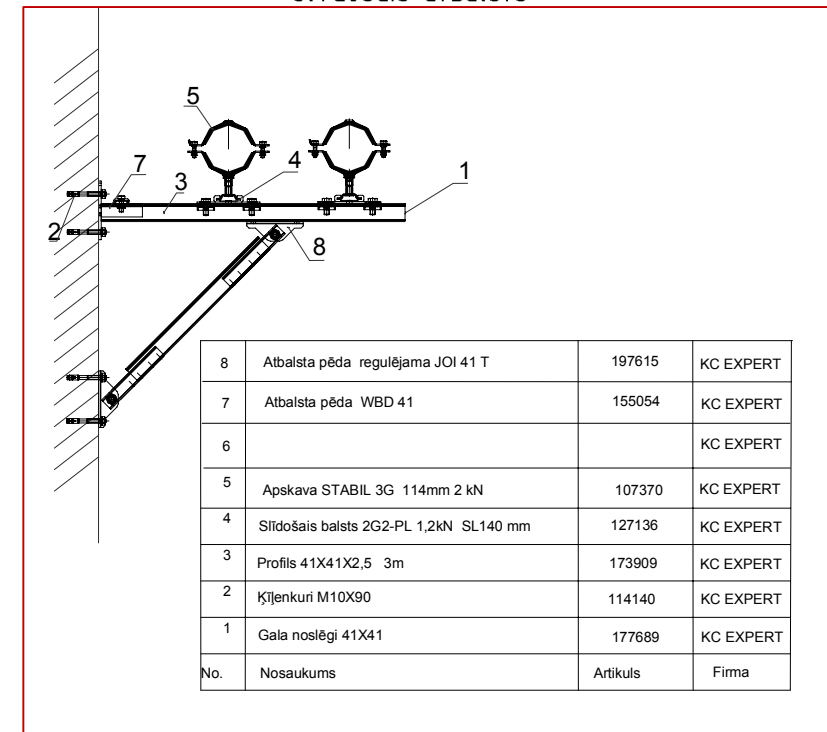 5
7
3
4
1
2
8
8 Atbalsta pēda regulējama JOI 41 T 197615 KC EXPERT
7 Atbalsta pēda WBD 41 155054 KC EXPERT
6 KC EXPERT
5 Apskava STABIL 3G 114mm 2 kN 107370 KC EXPERT
4 Slīdošais balsts 2G2-PL 1,2kN SL140 mm 127136 KC EXPERT
3 Profils 41X41X2,5 3m 173909 KC EXPERT
2 Ķīļenkuri M10X90 114140 KC EXPERT
1 Gala noslēgi 41X41 177689 KC EXPERT
No. Nosaukums Artikuls Firma